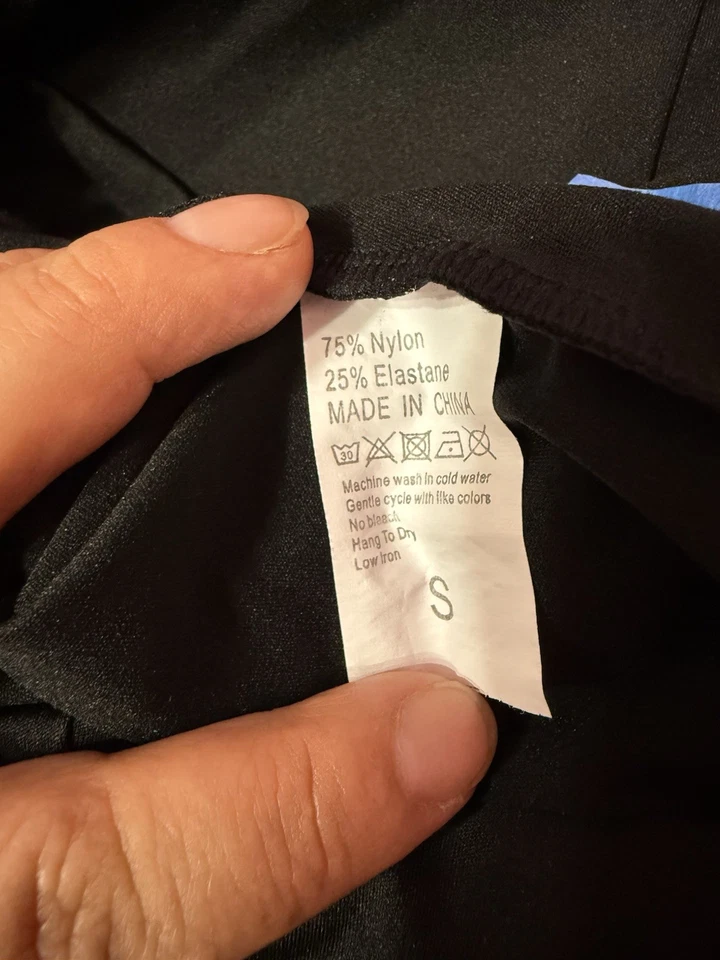 75% Nylon
25% Elastane
MADE IN CHINA
30
Machine wash in cold water
Gentle cycle with like colors
No bleach
Hang To Dry
Low Iron
S